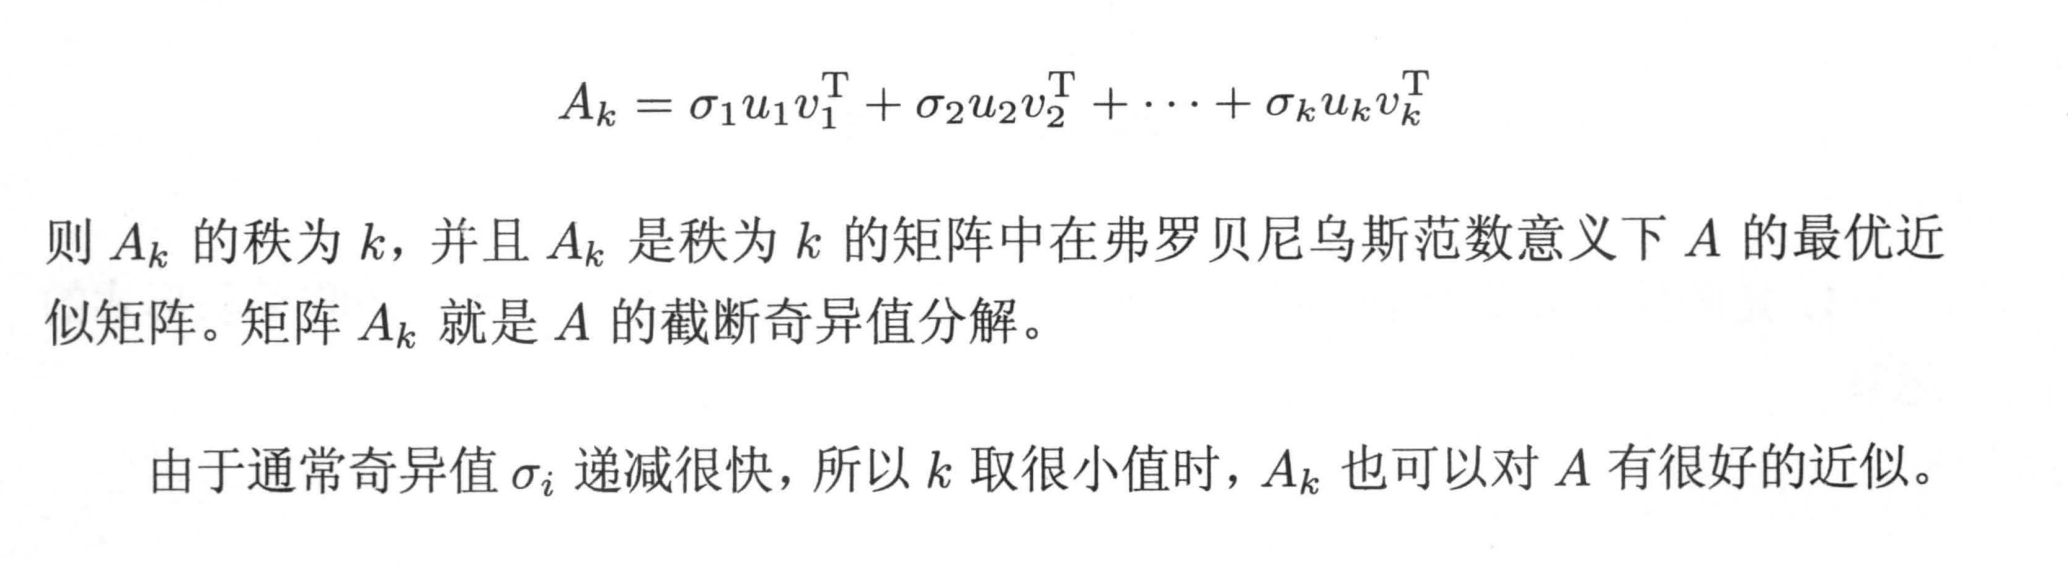 $A_k = \sigma_1 u_1 v_1^{\mathrm{T}} + \sigma_2 u_2 v_2^{\mathrm{T}} + \cdots + \sigma_k u_k v_k^{\mathrm{T}}$
则 $A_k$ 的秩为 $k$，并且 $A_k$ 是秩为 $k$ 的矩阵中在弗罗贝尼乌斯范数意义下 $A$ 的最优近
似矩阵。矩阵 $A_k$ 就是 $A$ 的截断奇异值分解。
由于通常奇异值 $\sigma_i$ 递减很快，所以 $k$ 取很小值时，$A_k$ 也可以对 $A$ 有很好的近似。